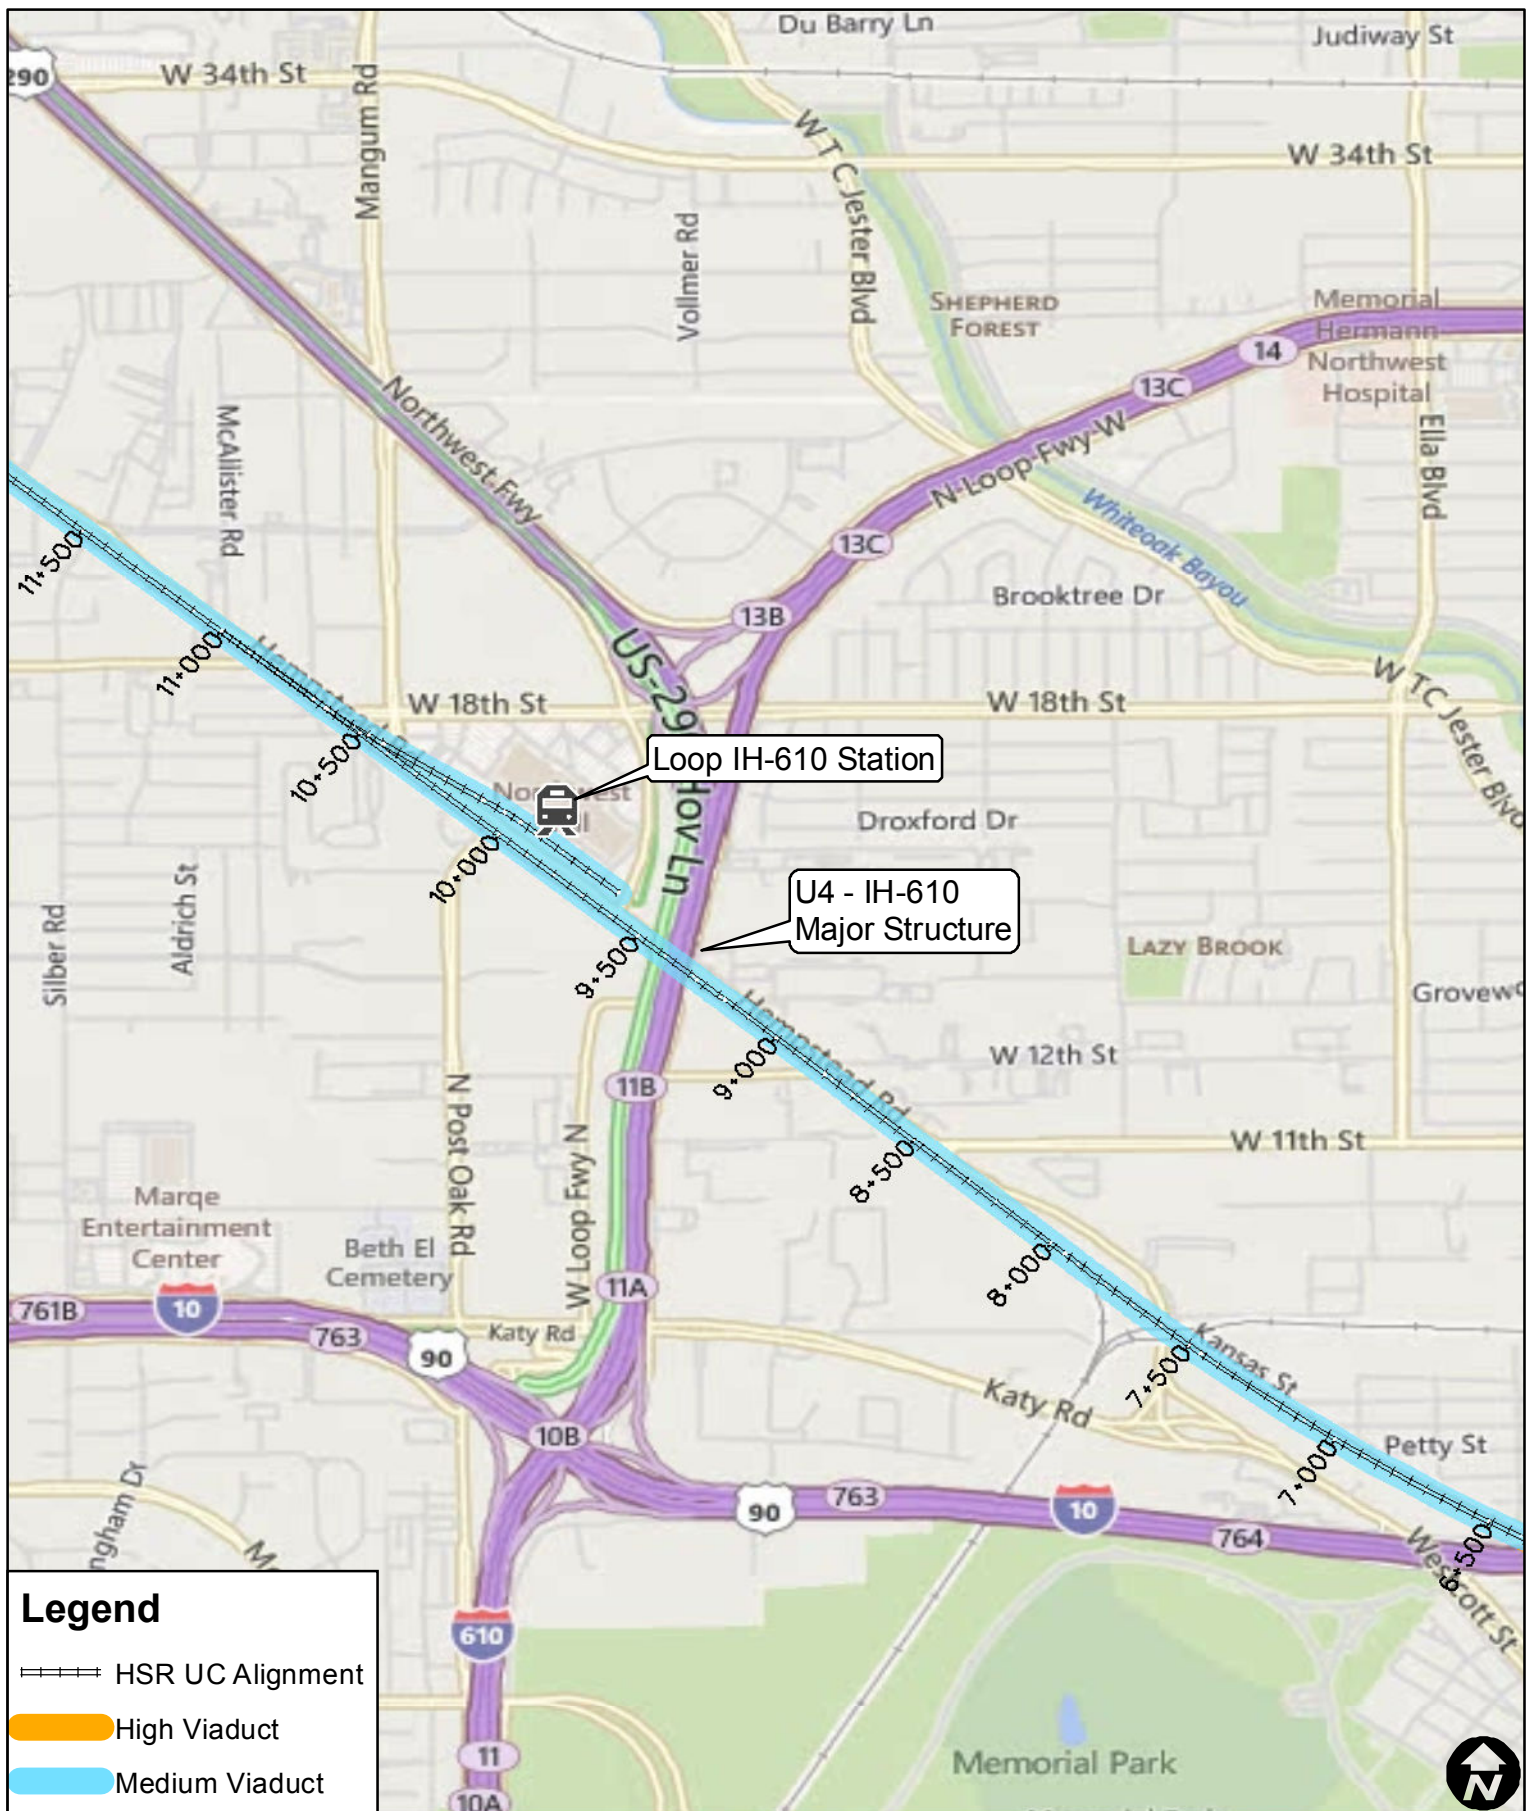 Du Barry Ln
Judiway St
290
W 34th St
Mangum Rd
W T C Jester Blvd
W 34th St
Vollmer Rd
SHEPHERD
FOREST
Memorial
Hermann
Northwest
Hospital
14
13C
Northwest Fwy
McAllister Rd
N Loop Fwy W
Ella Blvd
13C
Whiteoak Bayou
11+500
Brooktree Dr
13B
11+000
W 18th St
W 18th St
W TC Jester Blvd
10+500
Loop IH-610 Station
Hov Ln
Droxford Dr
10+000
U4 - IH-610
Major Structure
Aldrich St
Silber Rd
9+500
LAZY BROOK
Hempstead Rd
9+000
W 12th St
11B
N Post Oak Rd
W Loop Fwy N
W 11th St
8+500
Marqe
Entertainment
Center
Beth El
Cemetery
8+000
11A
761B
10
763
90
Katy Rd
Kansas St
7+500
Katy Rd
10B
Petty St
7+000
90
763
10
764
Westcott St
6+500
610
11
10A
Memorial Park
Legend
HSR UC Alignment
High Viaduct
Medium Viaduct
N